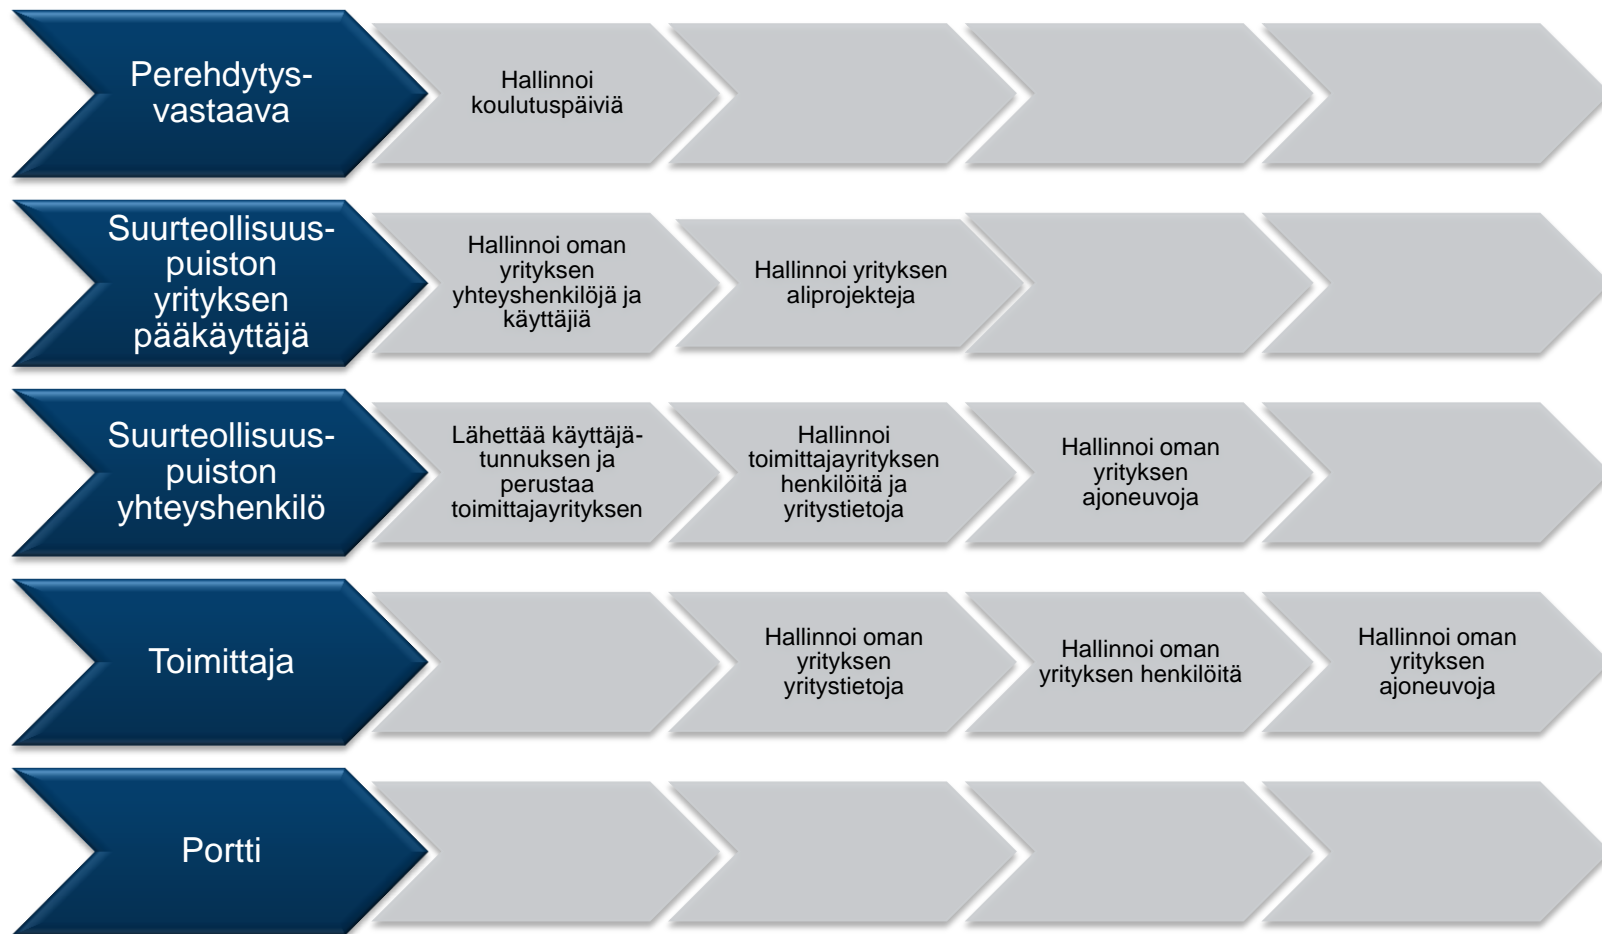 Perehdytys-
vastaava
Hallinnoi
koulutuspäiviä
Suurteollisuus-
puiston
yrityksen
pääkäyttäjä
Hallinnoi oman
yrityksen
yhteyshenkilöjä ja
käyttäjiä
Hallinnoi yrityksen
aliprojekteja
Suurteollisuus-
puiston
yhteyshenkilö
Lähettää käyttäjä-
tunnuksen ja
perustaa
toimittajayrityksen
Hallinnoi
toimittajayrityksen
henkilöitä ja
yritystietoja
Hallinnoi oman
yrityksen
ajoneuvoja
Toimittaja
Hallinnoi oman
yrityksen
yritystietoja
Hallinnoi oman
yrityksen henkilöitä
Hallinnoi oman
yrityksen
ajoneuvoja
Portti